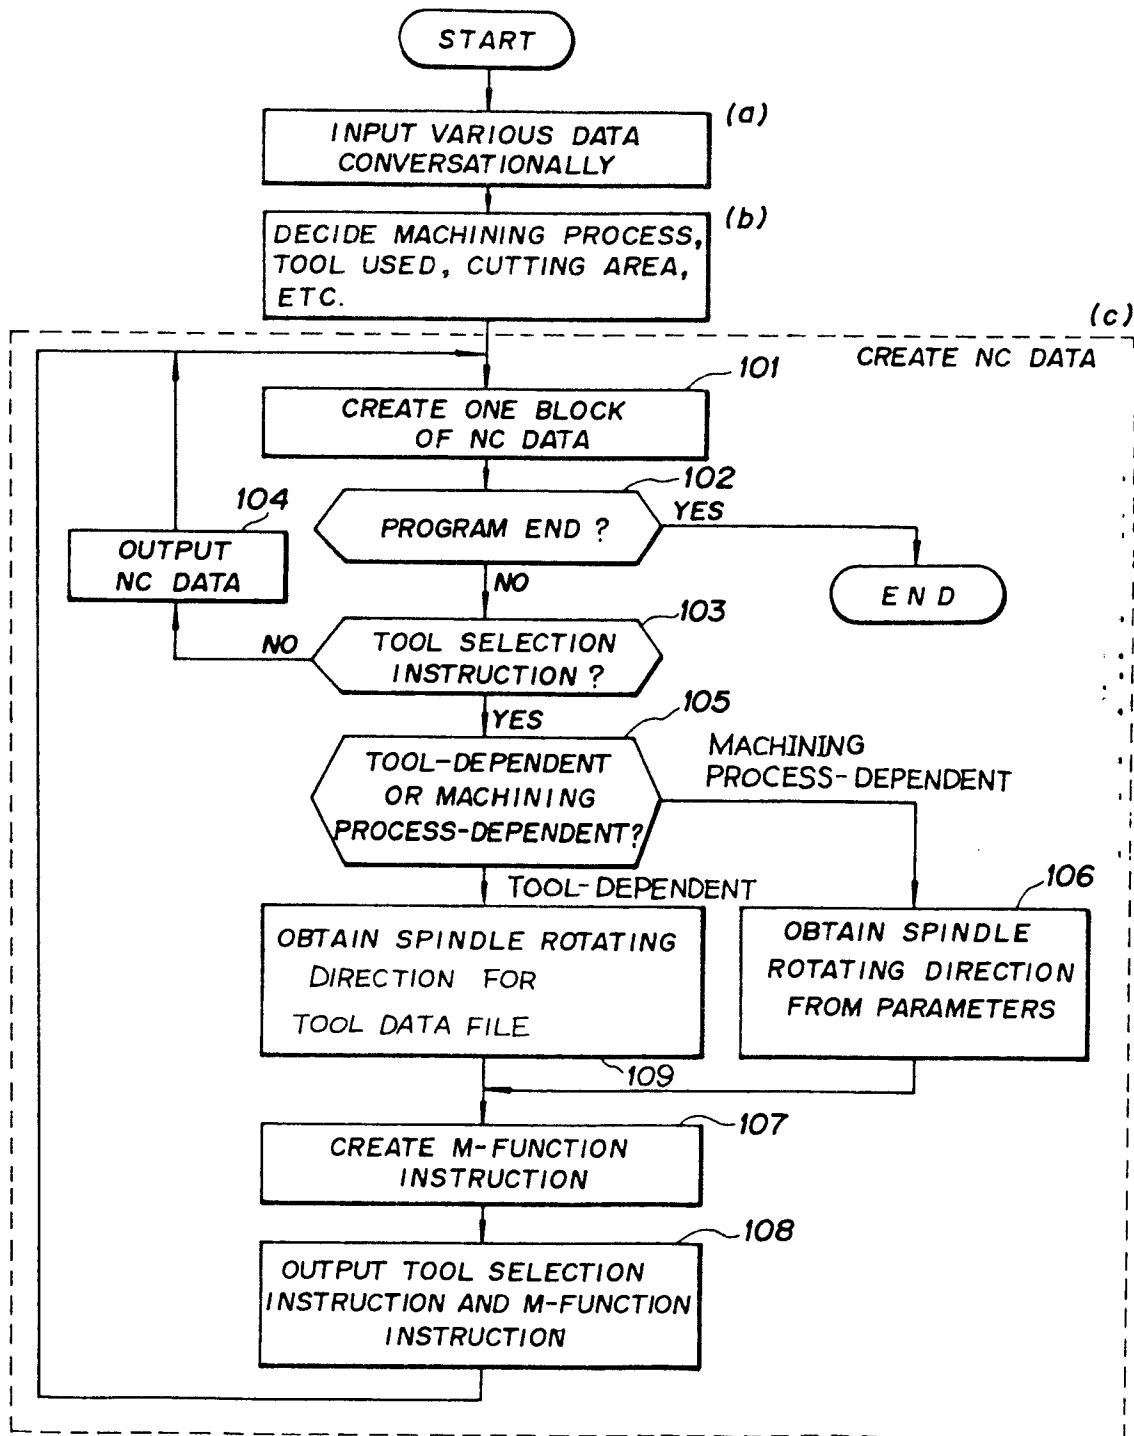 START
(a)
INPUT VARIOUS DATA
CONVERSATIONALLY
(b)
DECIDE MACHINING PROCESS,
TOOL USED, CUTTING AREA,
ETC.
(c)
CREATE NC DATA
101
CREATE ONE BLOCK
OF NC DATA
102
PROGRAM END ?
YES
104
OUTPUT
NC DATA
NO
END
103
TOOL SELECTION
INSTRUCTION ?
NO
YES
105
TOOL-DEPENDENT
OR MACHINING
PROCESS-DEPENDENT?
MACHINING
PROCESS-DEPENDENT
TOOL-DEPENDENT
106
OBTAIN SPINDLE ROTATING
DIRECTION FOR
TOOL DATA FILE
OBTAIN SPINDLE
ROTATING DIRECTION
FROM PARAMETERS
109
107
CREATE M-FUNCTION
INSTRUCTION
108
OUTPUT TOOL SELECTION
INSTRUCTION AND M-FUNCTION
INSTRUCTION